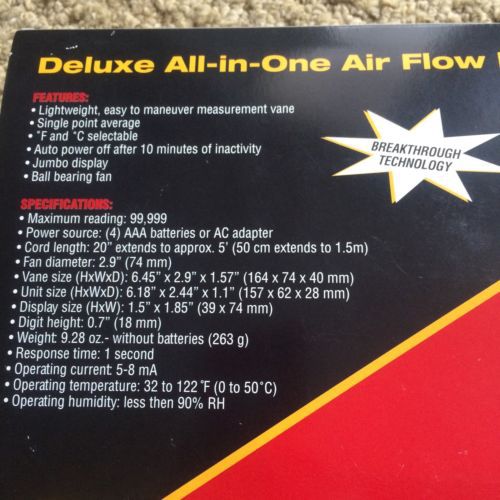 Deluxe All-in-One Air Flow
FEATURES:
• Lightweight, easy to maneuver measurement vane
• Single point average
• °F and °C selectable
• Auto power off after 10 minutes of inactivity
• Jumbo display
• Ball bearing fan
BREAKTHROUGH
TECHNOLOGY
SPECIFICATIONS:
• Maximum reading: 99,999
• Power source: (4) AAA batteries or AC adapter
• Cord length: 20" extends to approx. 5' (50 cm extends to 1.5m)
• Fan diameter: 2.9" (74 mm)
• Vane size (HxWxD): 6.45" x 2.9" x 1.57" (164 x 74 x 40 mm)
• Unit size (HxWxD): 6.18" x 2.44" x 1.1" (157 x 62 x 28 mm)
• Display size (HxW): 1.5" x 1.85" (39 x 74 mm)
• Digit height: 0.7" (18 mm)
• Weight: 9.28 oz.- without batteries (263 g)
• Response time: 1 second
• Operating current: 5-8 mA
• Operating temperature: 32 to 122 °F (0 to 50°C)
• Operating humidity: less then 90% RH